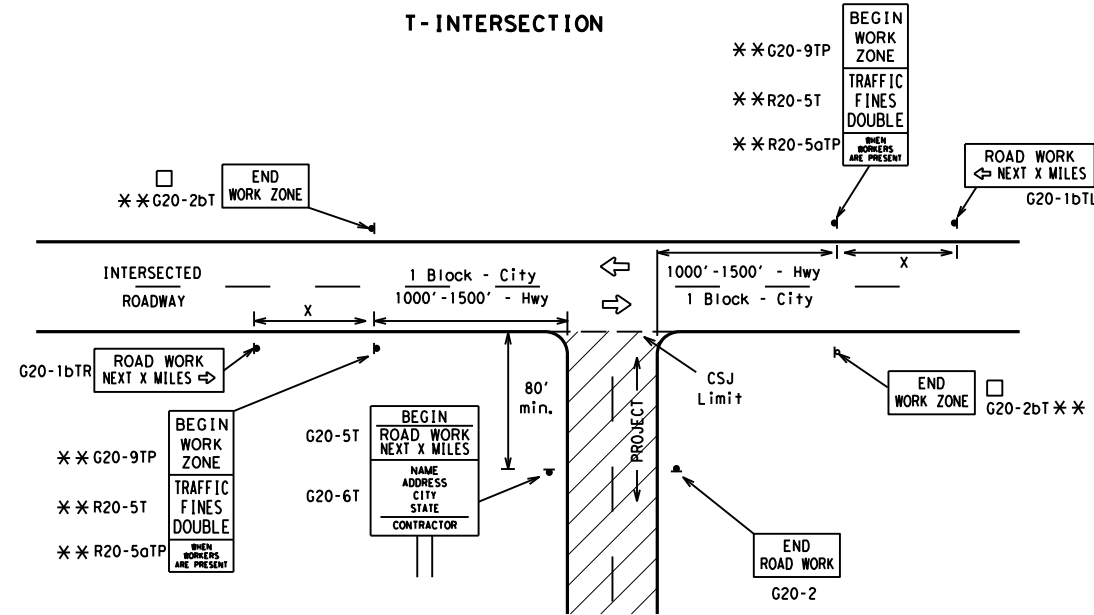 T-INTERSECTION
BEGIN
WORK
ZONE
TRAFFIC
FINES
DOUBLE
WHEN
WORKERS
ARE PRESENT
**G20-9TP
**R20-5T
**R20-5aTP
ROAD WORK
⇦ NEXT X MILES
G20-1bTL
□
**G20-2bT
END
WORK ZONE
INTERSECTED
ROADWAY
X
1 Block - City
1000'-1500' - Hwy
1000'-1500' - Hwy
1 Block - City
X
G20-1bTR
ROAD WORK
NEXT X MILES ⇨
80'
min.
CSJ
Limit
PROJECT
END
WORK ZONE
□
G20-2bT **
**G20-9TP
**R20-5T
**R20-5aTP
BEGIN
WORK
ZONE
TRAFFIC
FINES
DOUBLE
WHEN
WORKERS
ARE PRESENT
G20-5T
G20-6T
BEGIN
ROAD WORK
NEXT X MILES
NAME
ADDRESS
CITY
STATE
CONTRACTOR
END
ROAD WORK
G20-2